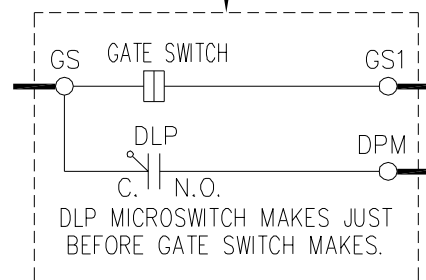 GS GATE SWITCH GS1
DLP
DPM
C. N.O.
DLP MICROSWITCH MAKES JUST
BEFORE GATE SWITCH MAKES.